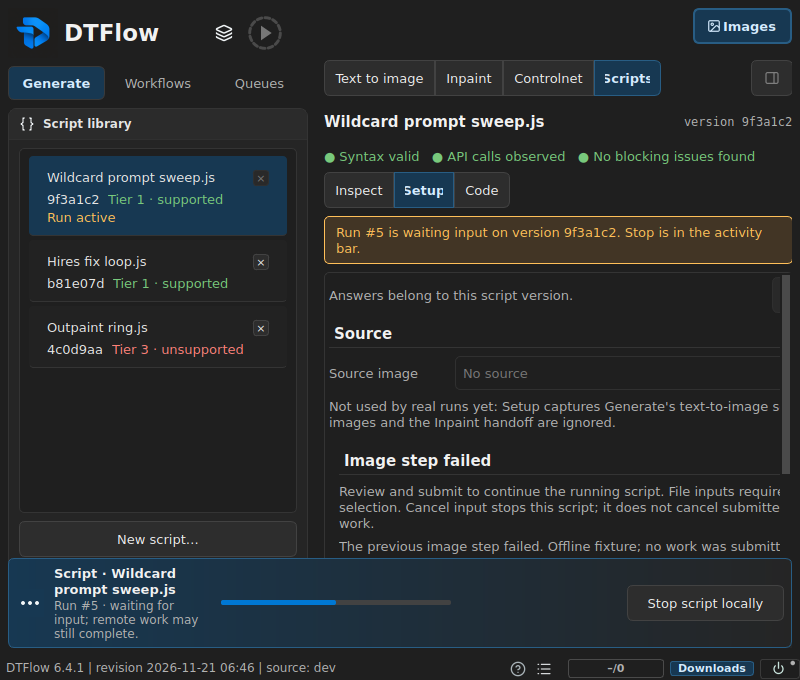 DTFlow
Images
Generate
Workflows
Queues
Text to image
Inpaint
Controlnet
Scripts
{ } Script library
Wildcard prompt sweep.js
9f3a1c2 Tier 1 · supported
Run active
Hires fix loop.js
b81e07d Tier 1 · supported
Outpaint ring.js
4c0d9aa Tier 3 · unsupported
New script...
Wildcard prompt sweep.js
version 9f3a1c2
Syntax valid
API calls observed
No blocking issues found
Inspect
Setup
Code
Run #5 is waiting input on version 9f3a1c2. Stop is in the activity
bar.
Answers belong to this script version.
Source
Source image
No source
Not used by real runs yet: Setup captures Generate's text-to-image s
images and the Inpaint handoff are ignored.
Image step failed
Review and submit to continue the running script. File inputs require
selection. Cancel input stops this script; it does not cancel submitte
work.
The previous image step failed. Offline fixture; no work was submitt
Script · Wildcard
prompt sweep.js
Run #5 · waiting for
input; remote work may
still complete.
Stop script locally
DTFlow 6.4.1 | revision 2026-11-21 06:46 | source: dev
–/0
Downloads